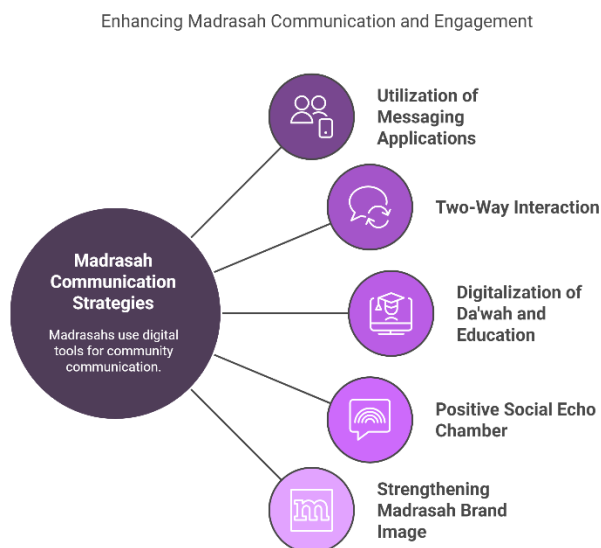 Enhancing Madrasah Communication and Engagement
Utilization of
Messaging
Applications
Two-Way Interaction
Madrasah
Communication
Strategies
Madrasahs use digital
tools for community
communication.
Digitalization of
Da'wah and
Education
Positive Social Echo
Chamber
m
Strengthening
Madrasah Brand
Image